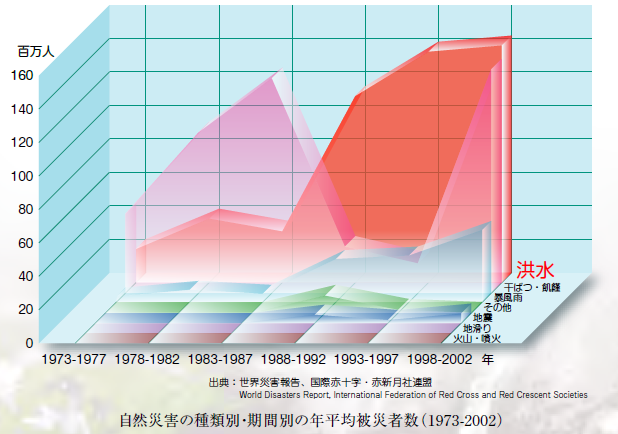 百万人
160
140
120
100
80
60
40
20
0
洪水
干ばつ・飢饉
暴風雨
その他
地震
地滑り
火山・噴火
1973-1977 1978-1982 1983-1987 1988-1992 1993-1997 1998-2002 年
出典：世界災害報告、国際赤十字・赤新月社連盟
World Disasters Report, International Federation of Red Cross and Red Crescent Societies
自然災害の種類別・期間別の年平均被災者数（1973-2002）